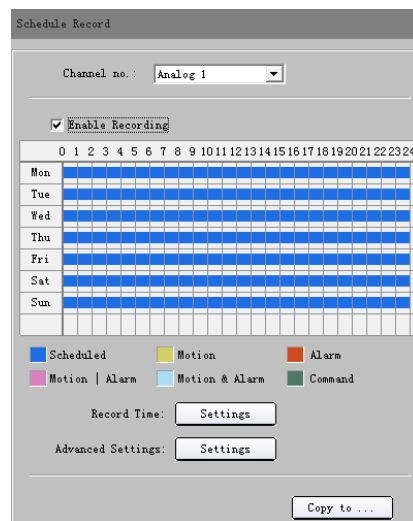 Schedule Record
Channel no.: Analog 1
Enable Recording
0 1 2 3 4 5 6 7 8 9 10 11 12 13 14 15 16 17 18 19 20 21 22 23 24
Mon
Tue
Wed
Thu
Fri
Sat
Sun
Scheduled Motion Alarm
Motion | Alarm Motion & Alarm Command
Record Time: Settings
Advanced Settings: Settings
Copy to ...